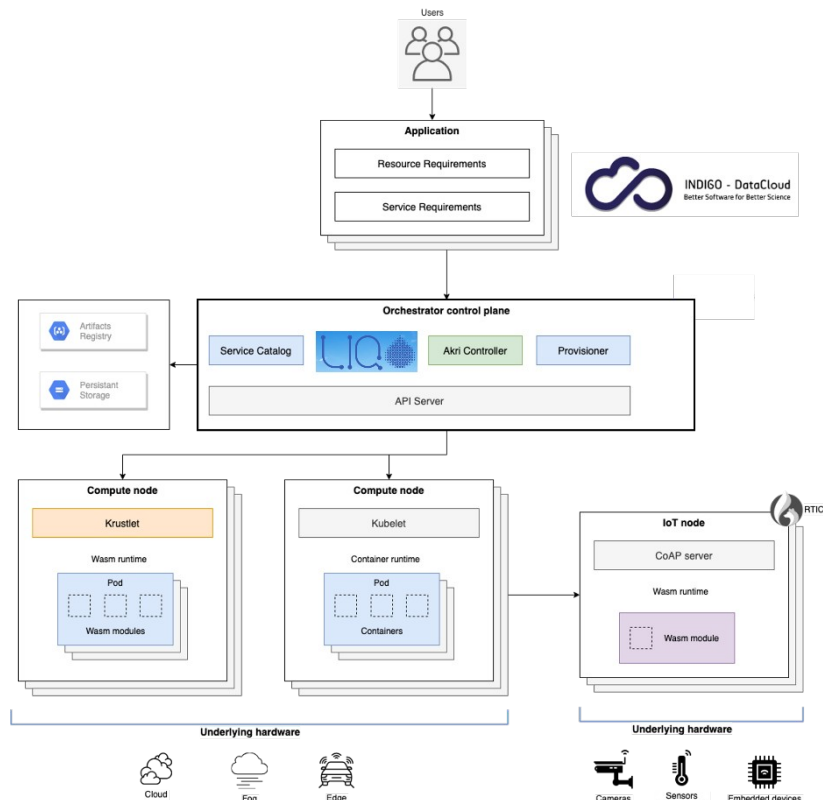 Users
Application
Resource Requirements
Service Requirements
INDIGO - DataCloud
Better Software for Better Science
Orchestrator control plane
Artifacts
Registry
Persistant
Storage
Service Catalog
LIQO
Akri Controller
Provisioner
API Server
Compute node
Krustlet
Wasm runtime
Pod
Wasm modules
Compute node
Kubelet
Container runtime
Pod
Containers
RTIC
IoT node
CoAP server
Wasm runtime
Wasm module
Underlying hardware
Underlying hardware
Cloud
Fog
Edge
Cameras
Sensors
Embedded devices